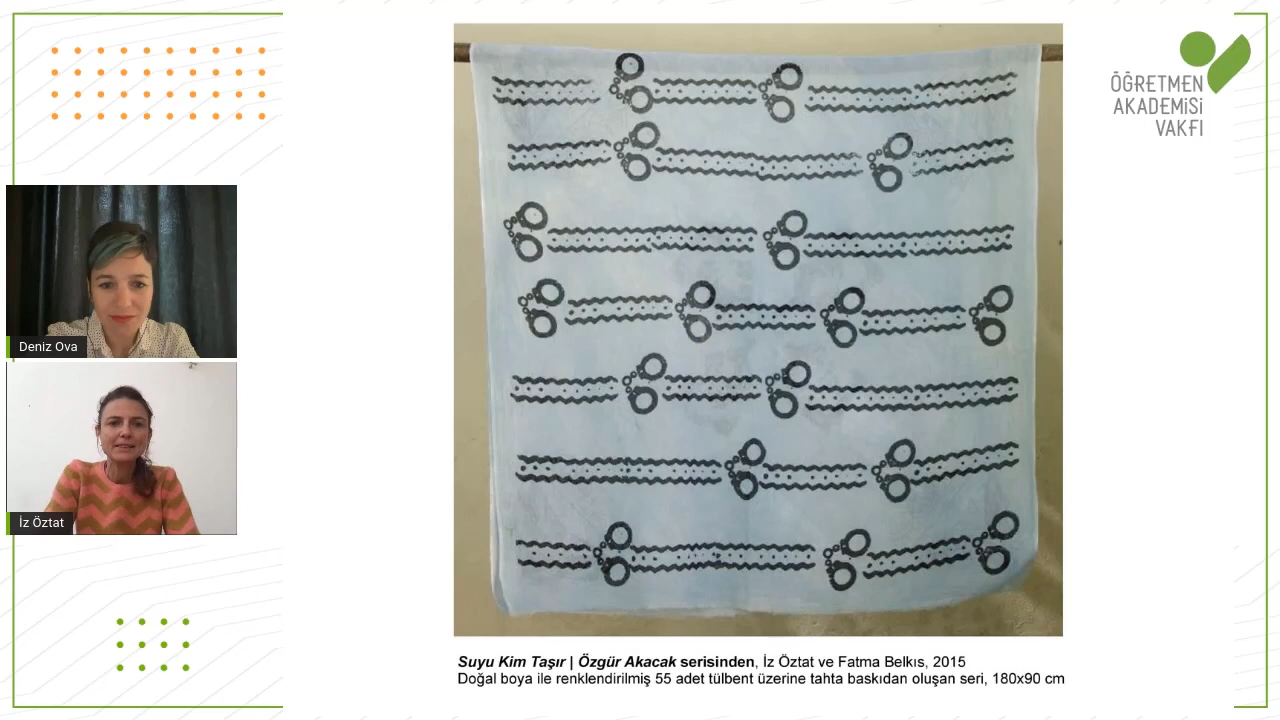 ÖĞRETMEN
AKADEMİSİ
VAKFI
Deniz Ova
İz Öztat
Suyu Kim Taşır | Özgür Akacak serisinden, İz Öztat ve Fatma Belkıs, 2015
Doğal boya ile renklendirilmiş 55 adet tülbent üzerine tahta baskıdan oluşan seri, 180x90 cm